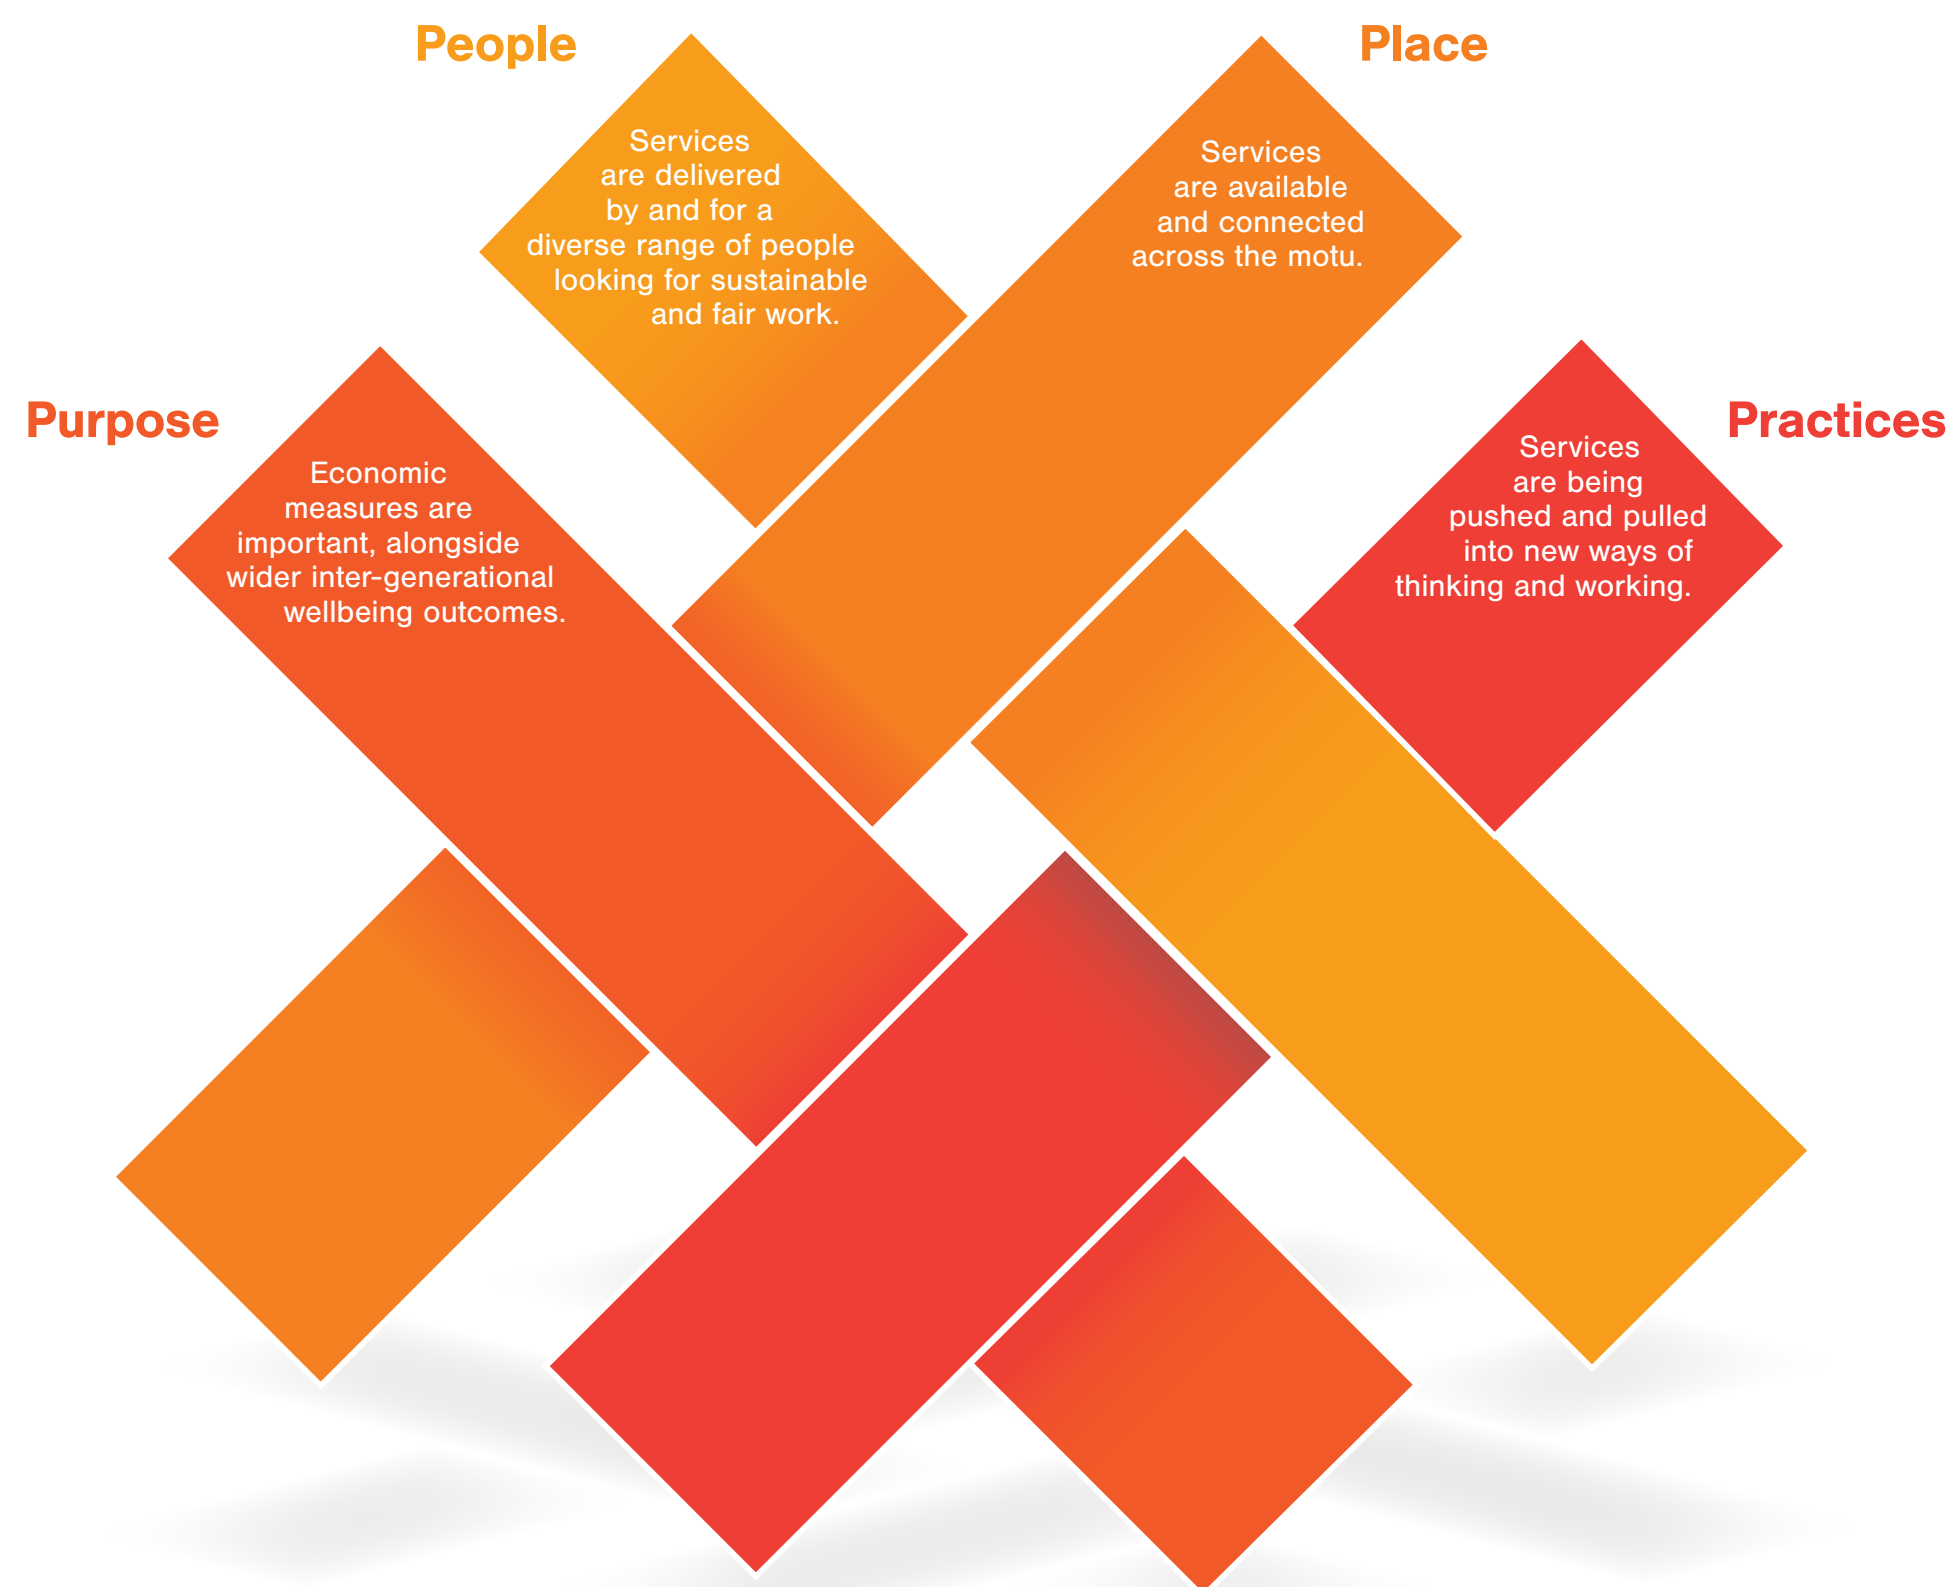 People
Services
are delivered
by and for a
diverse range of people
looking for sustainable
and fair work.
Place
Services
are available
and connected
across the motu.
Purpose
Economic
measures are
important, alongside
wider inter-generational
wellbeing outcomes.
Practices
Services
are being
pushed and pulled
into new ways of
thinking and working.